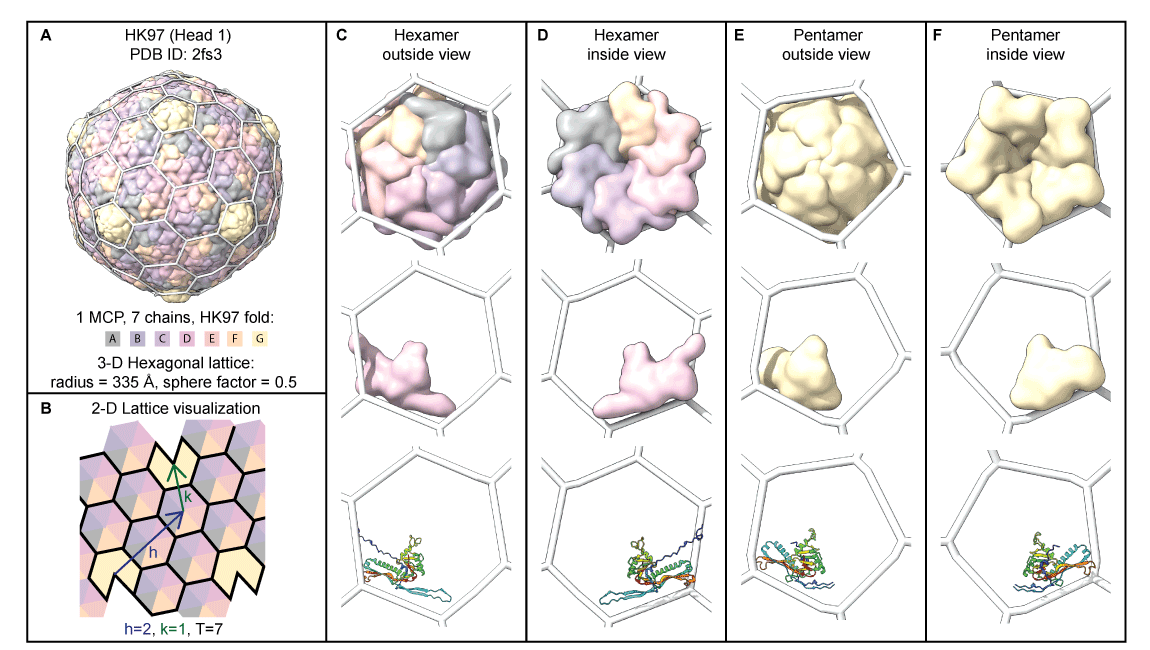 A
HK97 (Head 1)
PDB ID: 2fs3
1 MCP, 7 chains, HK97 fold:
A B C D E F G
3-D Hexagonal lattice:
radius = 335 Å, sphere factor = 0.5
B 2-D Lattice visualization
k
h
h=2, k=1, T=7
C Hexamer
outside view
D Hexamer
inside view
E Pentamer
outside view
F Pentamer
inside view